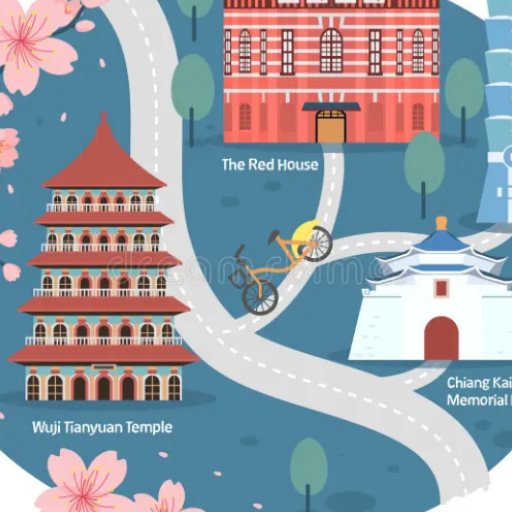 The Red House
Wuji Tianyuan Temple
Chiang Kai
Memorial